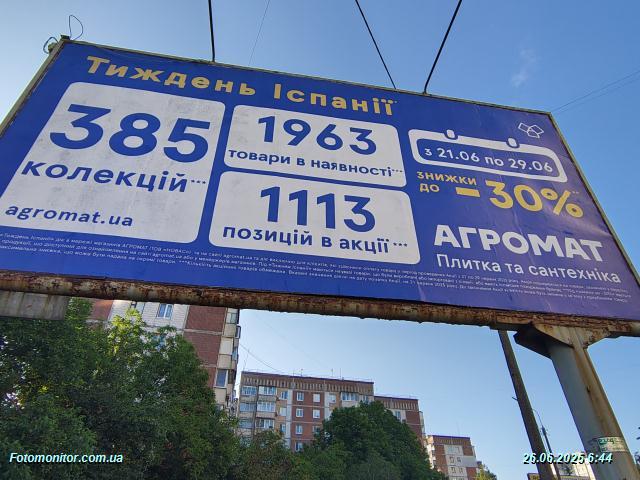 Тиждень Іспанії*
385
колекцій***
agromat.ua
1963
товари в наявності***
1113
позицій в акції***
з 21.06 по 29.06
ЗНИЖКИ
ДО
-30%**
АГРОМАТ
Плитка та сантехніка
Fotomonitor.com.ua
26.06.2025 6:44